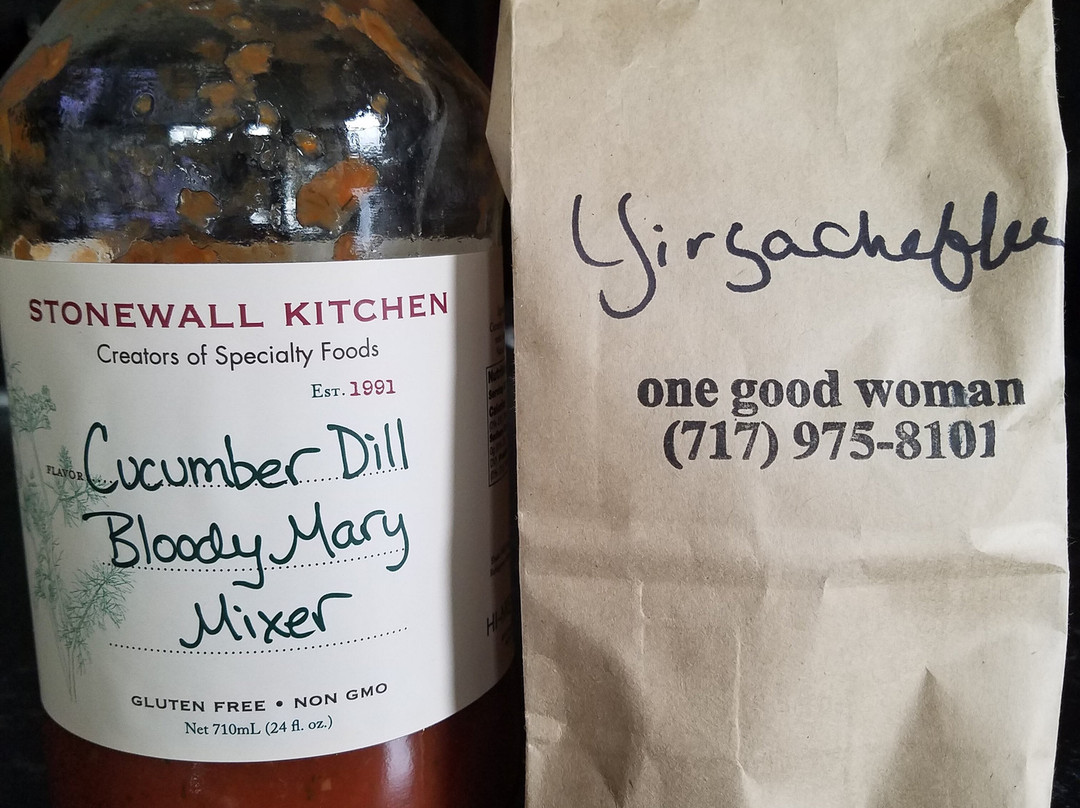 STONEWALL KITCHEN
Creators of Specialty Foods
EST. 1991
FLAVOR Cucumber Dill
Bloody Mary
Mixer
GLUTEN FREE • NON GMO
Net 710mL (24 fl. oz.)
Yirgacheffee
one good woman
(717) 975-8101